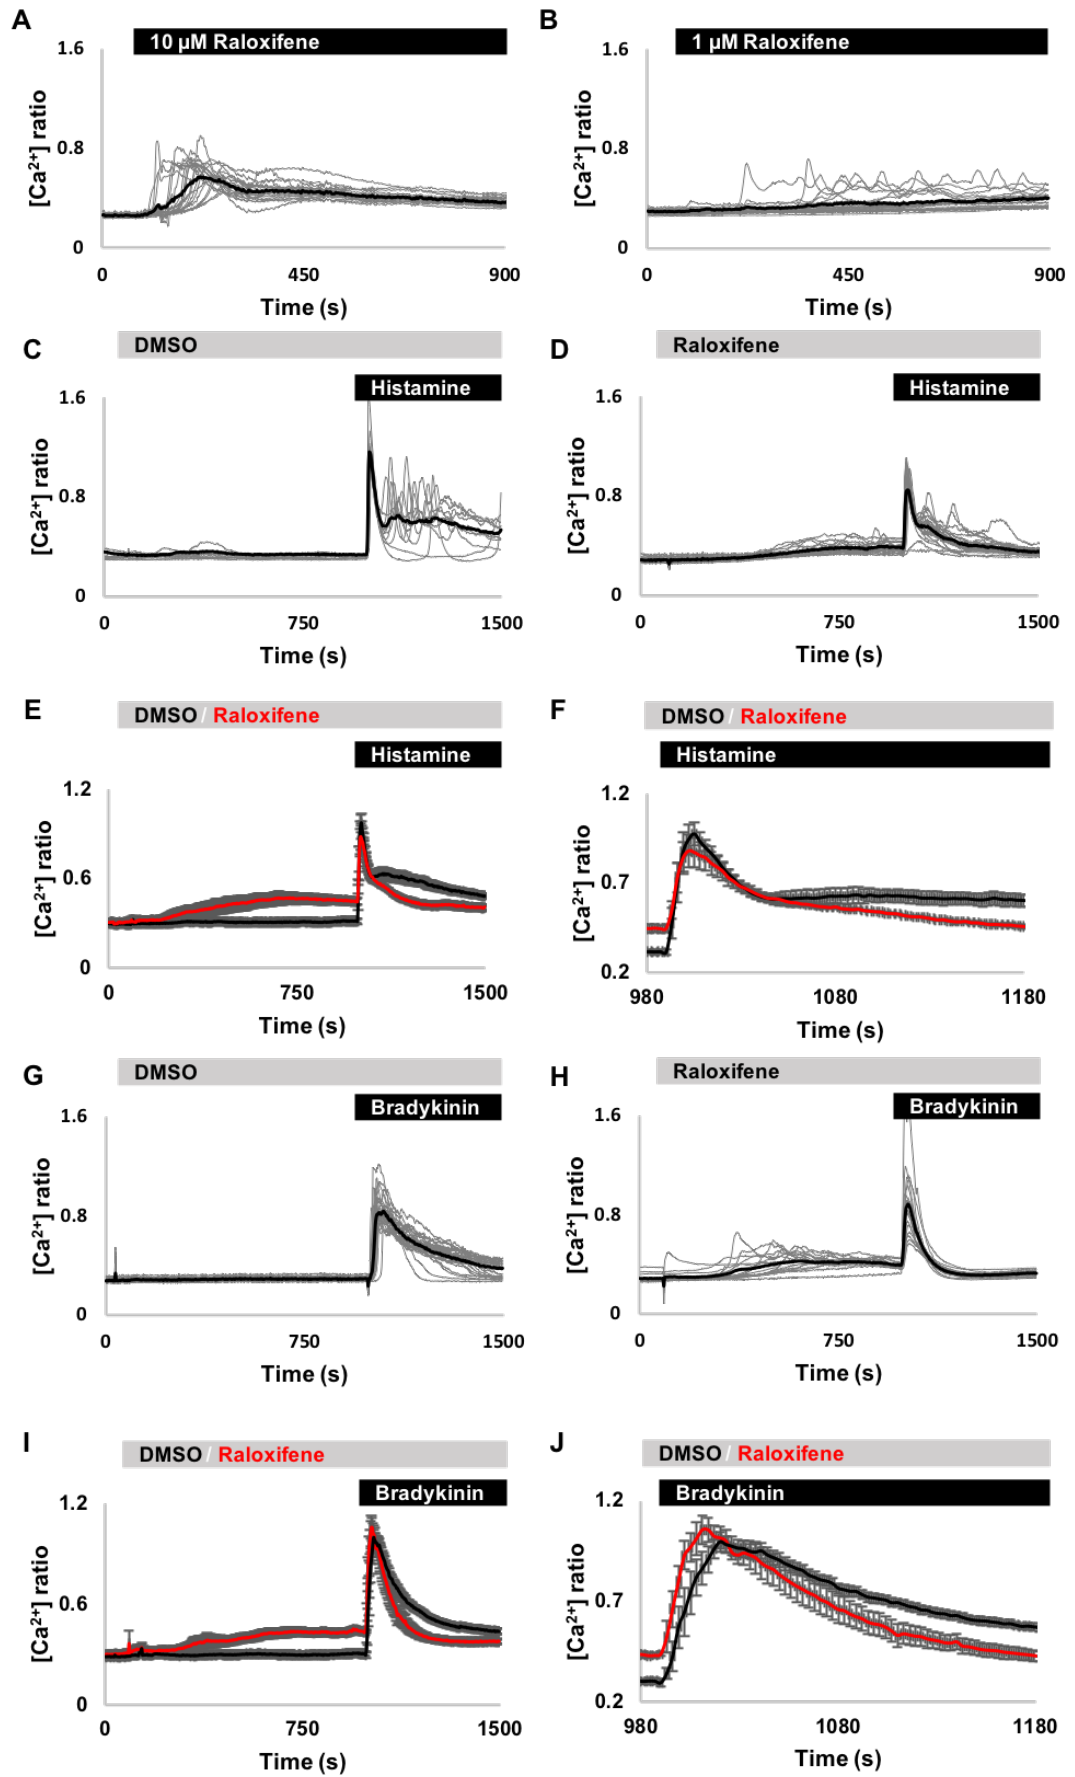 A
10 µM Raloxifene
1.6
0.8
0
[Ca²⁺] ratio
0
450
900
Time (s)
B
1 µM Raloxifene
1.6
0.8
0
[Ca²⁺] ratio
0
450
900
Time (s)
C
DMSO
Histamine
1.6
0.8
0
[Ca²⁺] ratio
0
750
1500
Time (s)
D
Raloxifene
Histamine
1.6
0.8
0
[Ca²⁺] ratio
0
750
1500
Time (s)
E
DMSO / Raloxifene
Histamine
1.2
0.6
0
[Ca²⁺] ratio
0
750
1500
Time (s)
F
DMSO / Raloxifene
Histamine
1.2
0.7
0.2
[Ca²⁺] ratio
980
1080
1180
Time (s)
G
DMSO
Bradykinin
1.6
0.8
0
[Ca²⁺] ratio
0
750
1500
Time (s)
H
Raloxifene
Bradykinin
1.6
0.8
0
[Ca²⁺] ratio
0
750
1500
Time (s)
I
DMSO / Raloxifene
Bradykinin
1.2
0.6
0
[Ca²⁺] ratio
0
750
1500
Time (s)
J
DMSO / Raloxifene
Bradykinin
1.2
0.7
0.2
[Ca²⁺] ratio
980
1080
1180
Time (s)